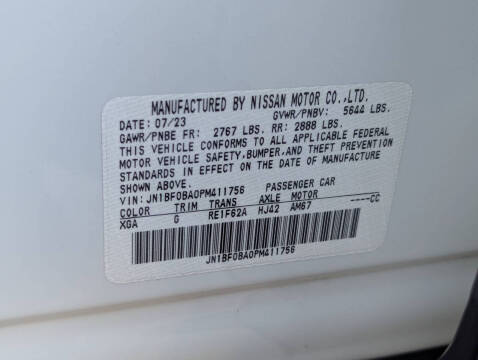 MANUFACTURED BY NISSAN MOTOR CO.,LTD.
DATE: 07/23 GVWR/PNBV: 5644 LBS.
GAWR/PNBE FR: 2767 LBS. RR: 2888 LBS.
THIS VEHICLE CONFORMS TO ALL APPLICABLE FEDERAL
MOTOR VEHICLE SAFETY, BUMPER, AND THEFT PREVENTION
STANDARDS IN EFFECT ON THE DATE OF MANUFACTURE
SHOWN ABOVE.
VIN: JN1BF0BA0PM411756 PASSENGER CAR
COLOR TRIM TRANS AXLE MOTOR ----CC
XGA G RE1F62A HJ42 AM67
JN1BF0BA0PM411756